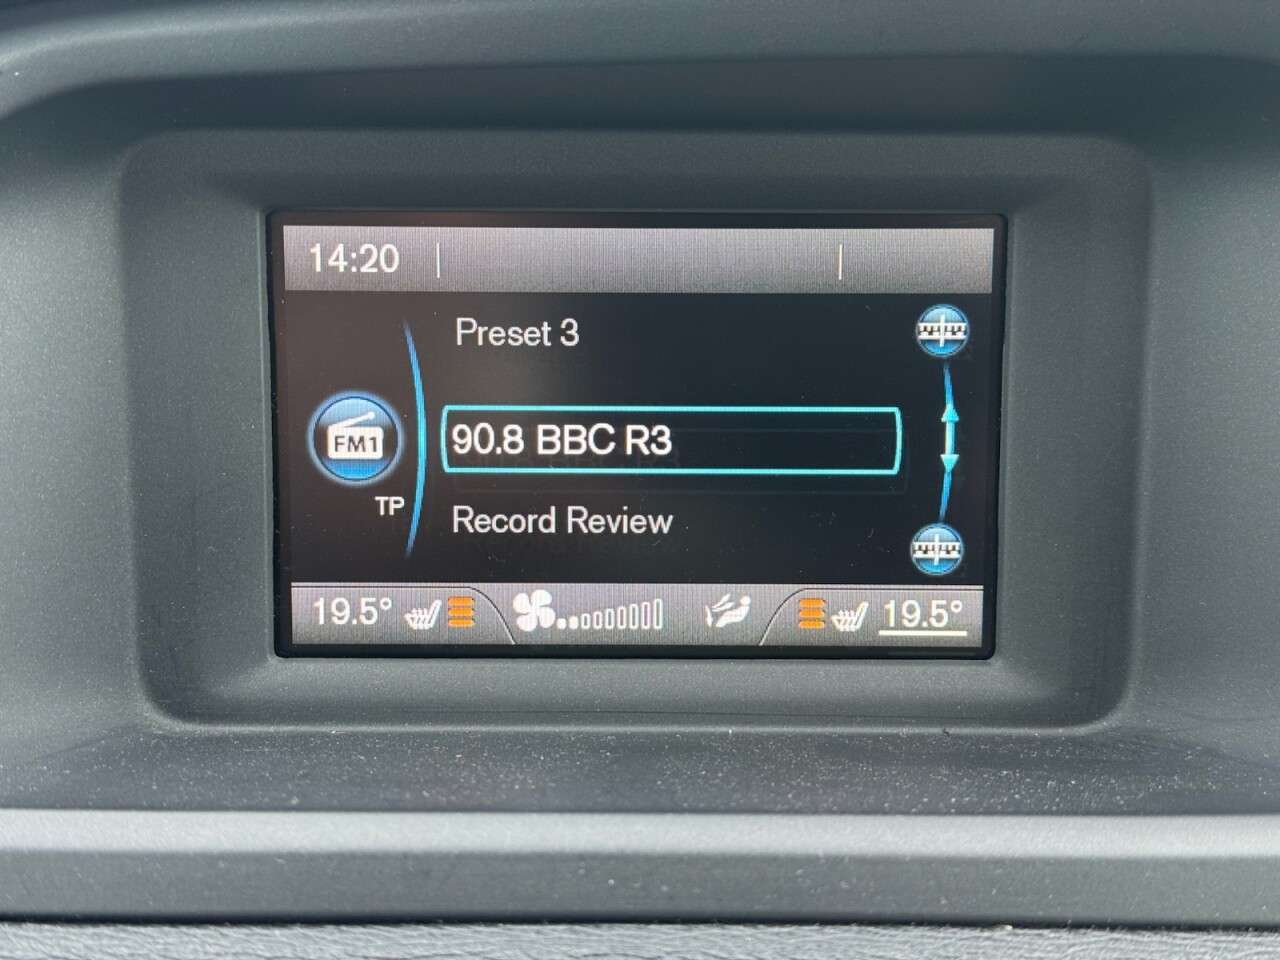 14:20
Preset 3
FM1
90.8 BBC R3
TP
Record Review
19.5°
19.5°